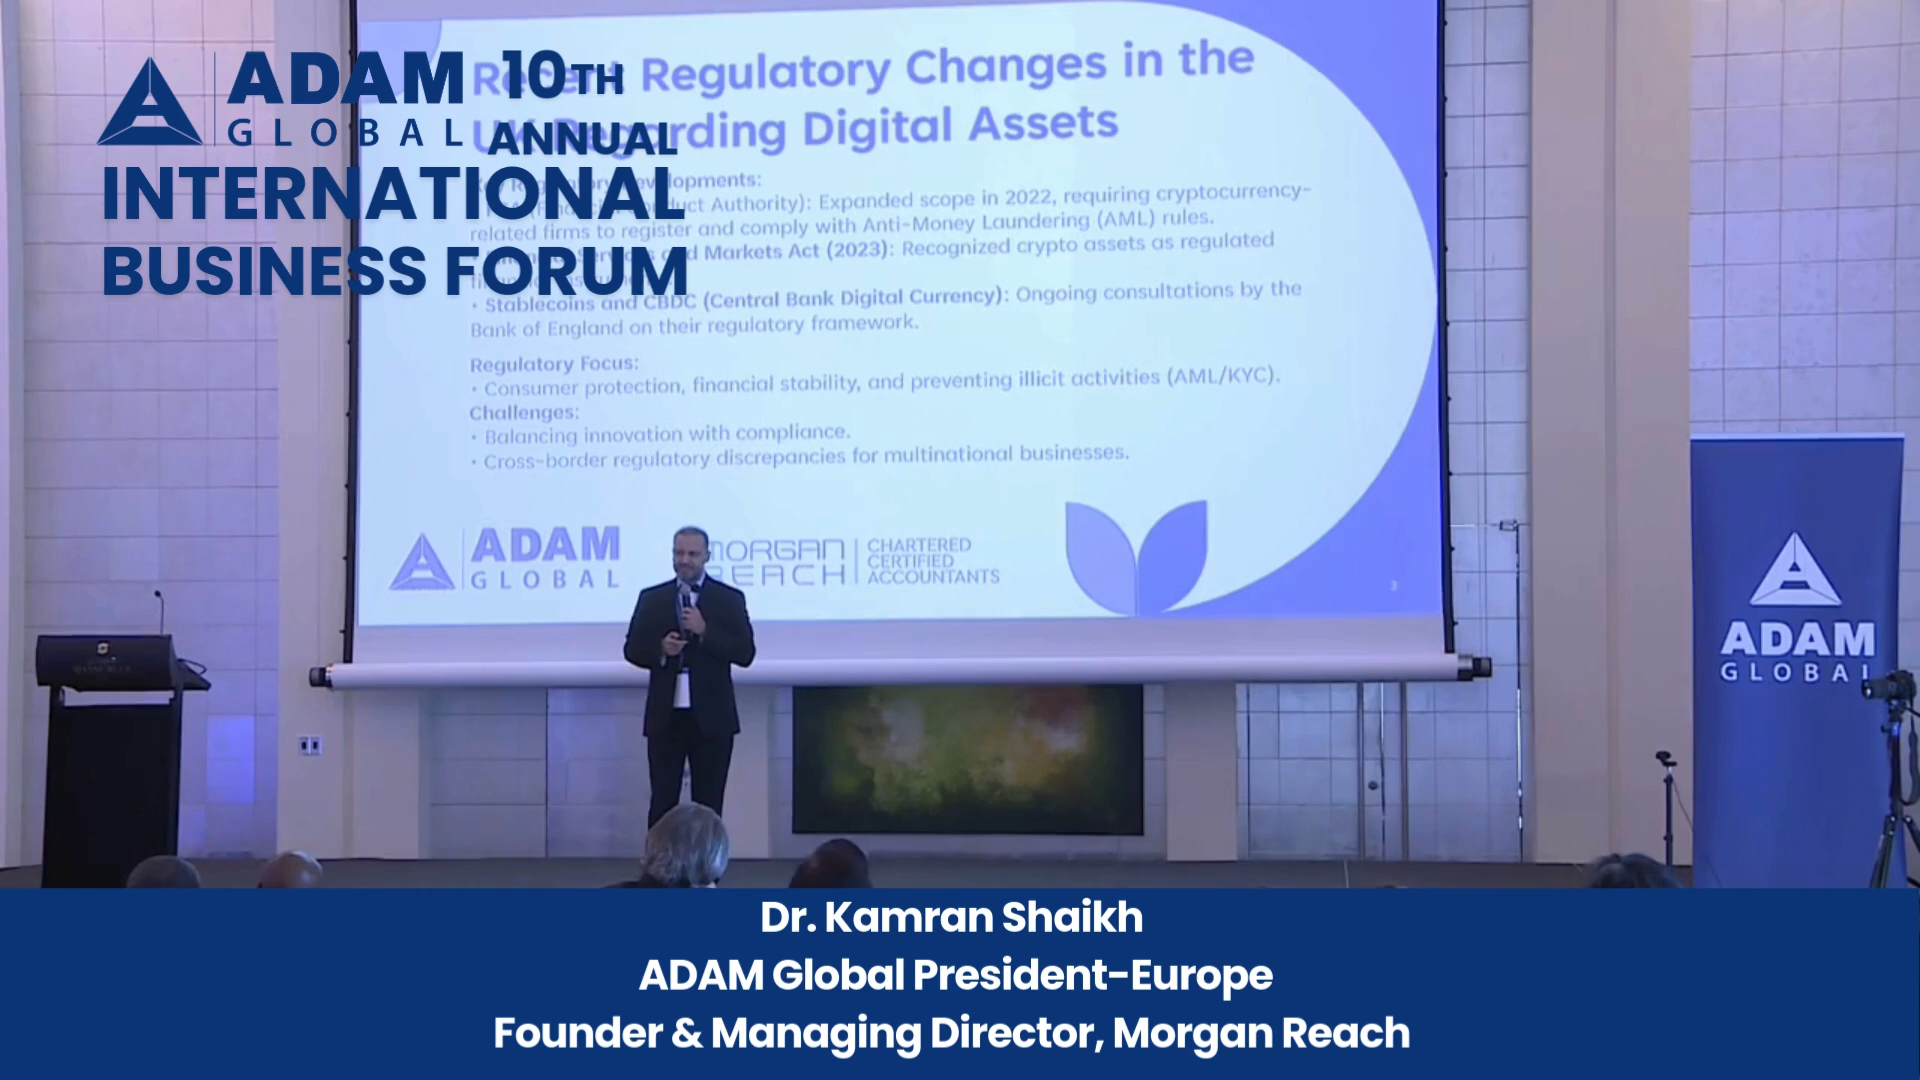 ADAM
GLOBAL
10TH
ANNUAL
INTERNATIONAL
BUSINESS FORUM
Regulatory Changes in the
Regarding Digital Assets
Developments:
Authority): Expanded scope in 2022, requiring cryptocurrency-
related firms to register and comply with Anti-Money Laundering (AML) rules.
and Markets Act (2023): Recognized crypto assets as regulated
• Stablecoins and CBDC (Central Bank Digital Currency): Ongoing consultations by the
Bank of England on their regulatory framework.
Regulatory Focus:
• Consumer protection, financial stability, and preventing illicit activities (AML/KYC).
Challenges:
• Balancing innovation with compliance.
• Cross-border regulatory discrepancies for multinational businesses.
ADAM
GLOBAL
MORGAN
REACH
CHARTERED
CERTIFIED
ACCOUNTANTS
3
ADAM
GLOBAL
Dr. Kamran Shaikh
ADAM Global President-Europe
Founder & Managing Director, Morgan Reach